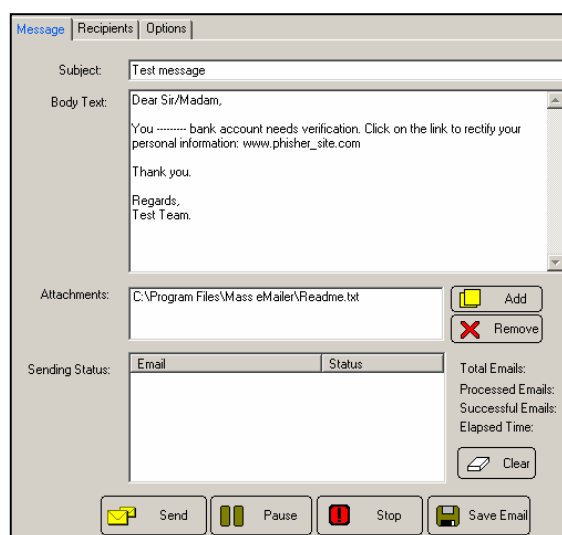 Message Recipients Options
Subject: Test message
Body Text: Dear Sir/Madam,
You --------- bank account needs verification. Click on the link to rectify your
personal information: www.phisher_site.com
Thank you.
Regards,
Test Team.
Attachments: C:\Program Files\Mass eMailer\Readme.txt
Add
Remove
Sending Status: Email Status
Total Emails:
Processed Emails:
Successful Emails:
Elapsed Time:
Clear
Send Pause Stop Save Email